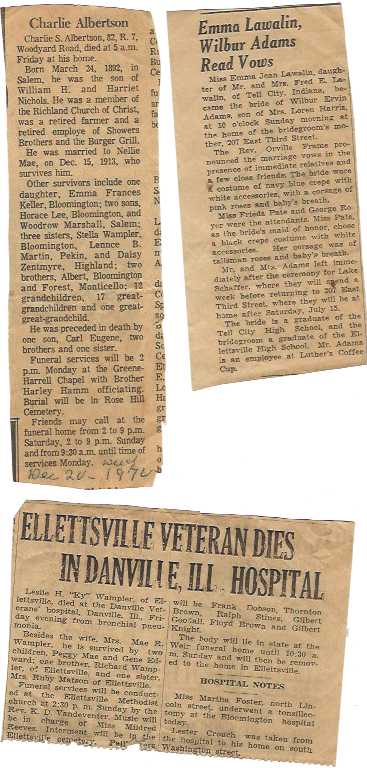 Charlie Albertson
Charlie S. Albertson, 82, R. 7,
Woodyard Road, died at 5 a.m.
Friday at his home.
Born March 24, 1892, in
Salem, he was the son of
William H. and Harriet
Nichols. He was a member of
the Richland Church of Christ,
was a retired farmer and a
retired employe of Showers
Brothers and the Burger Grill.
He was married to Nellie
Mae, on Dec. 15, 1913, who
survives him.
Other survivors include one
daughter, Emma Frances
Keller, Bloomington; two sons,
Horace Lee, Bloomington, and
Woodrow Marshall, Salem;
three sisters, Stella Wampler,
Bloomington, Lennce B.
Martin, Pekin, and Daisy
Zentmyre, Highland; two
brothers, Albert, Bloomington
and Forest, Monticello; 12
grandchildren, 17 great-
grandchildren and one great-
great-grandchild.
He was preceded in death by
one son, Carl Eugene, two
brothers and one sister.
Funeral services will be 2
p.m. Monday at the Greene-
Harrell Chapel with Brother
Harley Hamm officiating.
Burial will be in Rose Hill
Cemetery.
Friends may call at the
funeral home from 2 to 9 p.m.
Saturday, 2 to 9 p.m. Sunday
and from 9:30 a.m. until time of
services Monday.
Dec 20 - 1974
Emma Lawalin,
Wilbur Adams
Read Vows
Miss Emma Jean Lawalin, daugh-
ter of Mr. and Mrs. Fred E. La-
walin, of Tell City, Indiana, be-
came the bride of Wilbur Ervin
Adams, son of Mrs. Loren Harris,
at 10 o'clock Sunday morning at
the home of the bridegroom's mo-
ther, 207 East Third Street.
The Rev. Orville Frame pro-
nounced the marriage vows in the
presence of immediate relatives and
a few close friends. The bride wore
a costume of navy blue crepe with
white accessories, with a corsage of
pink roses and baby's breath.
Miss Frieda Pate and George Ro-
yer were the attendants. Miss Pate,
as the bride's maid of honor, chose
a black crepe costume with white
accessories. Her corsage was of
talisman roses and baby's breath.
Mr. and Mrs. Adams left imme-
diately after the ceremony for Lake
Schaffer, where they will spend a
week before returning to 201 East
Third Street, where they will be at
home after Saturday, July 15.
The bride is a graduate of the
Tell City High School, and the
bridegroom a graduate of the El-
lettsville High School. Mr. Adams
is an employee at Luther's Coffee
Cup.
ELLETTSVILLE VETERAN DIES
IN DANVILLE, ILL. HOSPITAL
Leslie H. "Ky" Wampler, of El-
lettsville, died at the Danville Vet-
erans' hospital, Danville, Ill., Fri-
day evening from bronchial pneu-
monia.
Besides the wife, Mrs. Mae R.
Wampler, he is survived by two
children, Peggy Mae and Gene Ed-
ward; one brother, Richard Wamp-
ler, of Ellettsville, and one sister,
Mrs. Ruby Matson of Ellettsville.
Funeral services will be conduct-
ed at the Ellettsville Methodist
church at 2:30 p. m. Sunday by the
Rev. K. D. Vandeventer. Music will
be in charge of Miss Mildred
Reeves. Interment will be in the
Ellettsville cemetery.
will be Frank Dobson, Thornton
Brown, Ralph Stines, Gilbert
Goodall, Floyd Brown and Gilbert
Knight.
The body will lie in state at the
Weir funeral home until 10:30 a.
m. Sunday and will then be remov-
ed to the home in Ellettsville.
HOSPITAL NOTES
Miss Martha Foster, north Lin-
coln street, underwent a tonsillec-
tomy at the Bloomington hospital
today.
Lester Crouch was taken from
the hospital to his home on south
Washington street.